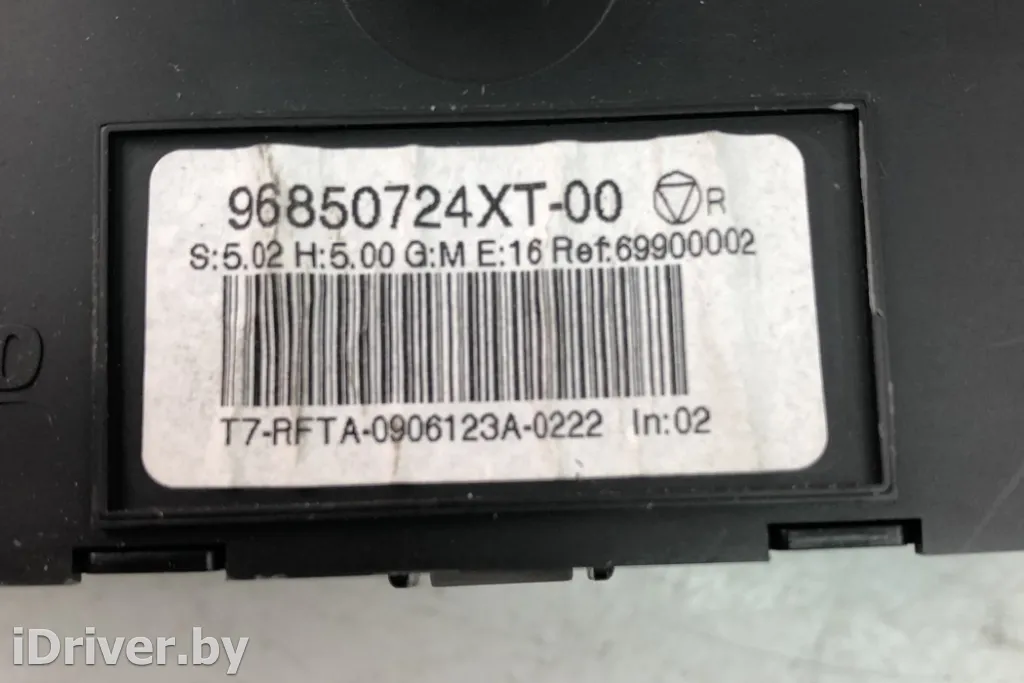 96850724XT-00 R
S:5.02 H:5.00 G:M E:16 Ref:69900002
T7-RFTA-0906123A-0222 In:02
iDriver.by